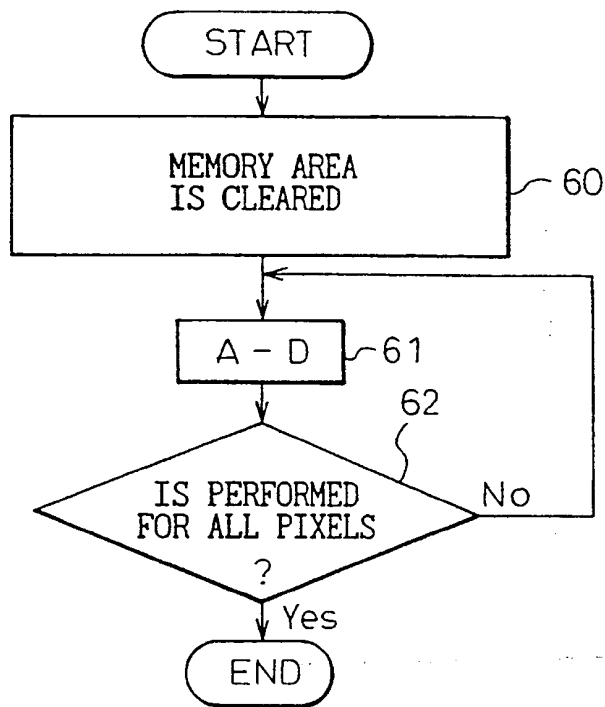 START
MEMORY AREA
IS CLEARED
60
A - D
61
62
IS PERFORMED
FOR ALL PIXELS
?
No
Yes
END